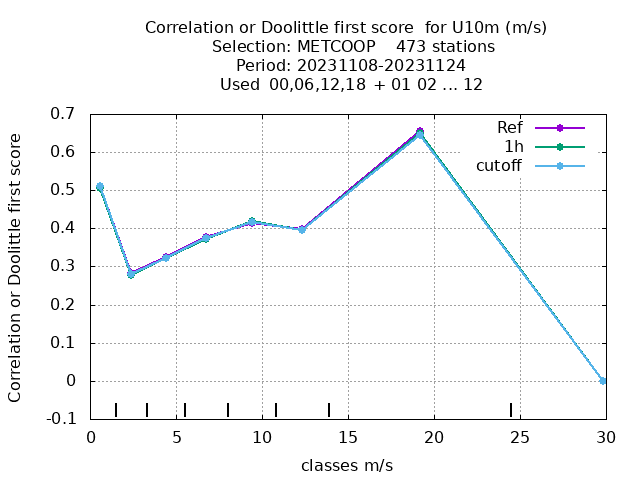 Correlation or Doolittle first score  for U10m (m/s)
Selection: METCOOP    473 stations
Period: 20231108-20231124
Used  00,06,12,18  + 01 02 ... 12
Correlation or Doolittle first score
0.7
0.6
0.5
0.4
0.3
0.2
0.1
0
-0.1
Ref
1h
cutoff
0 5 10 15 20 25 30
classes m/s